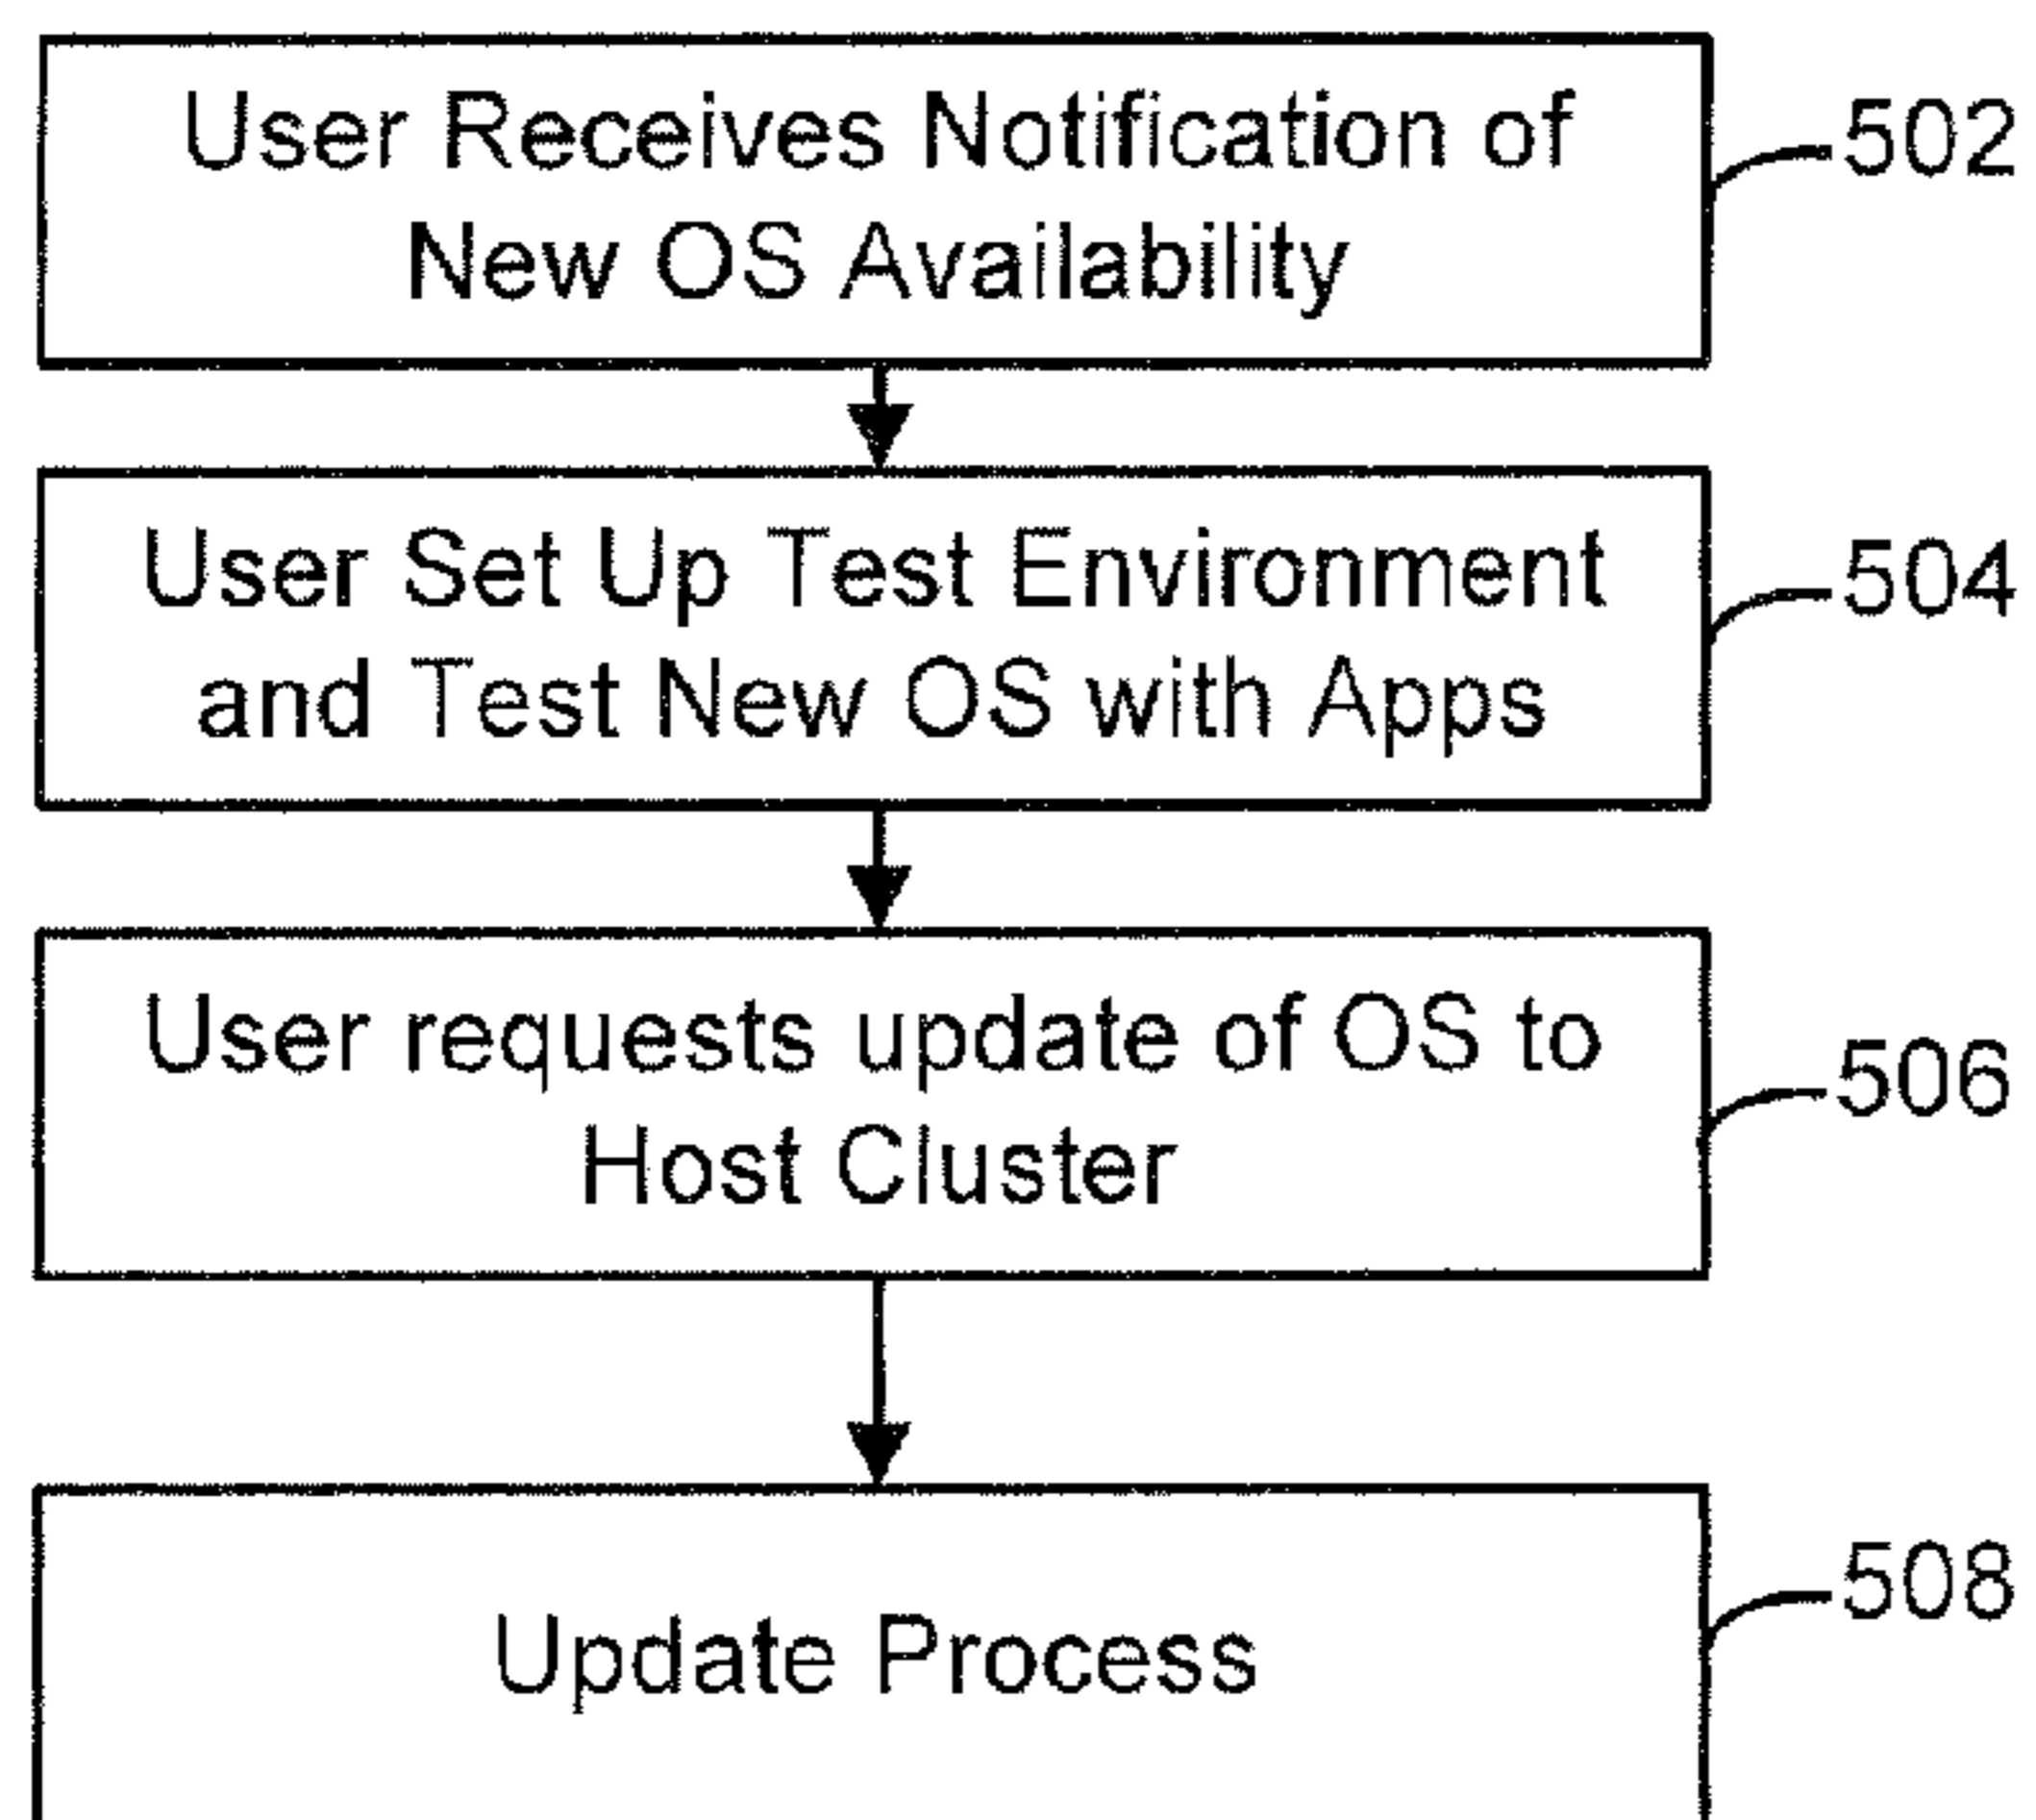 User Receives Notification of
New OS Availability
502
User Set Up Test Environment
and Test New OS with Apps
504
User requests update of OS to
Host Cluster
506
Update Process
508